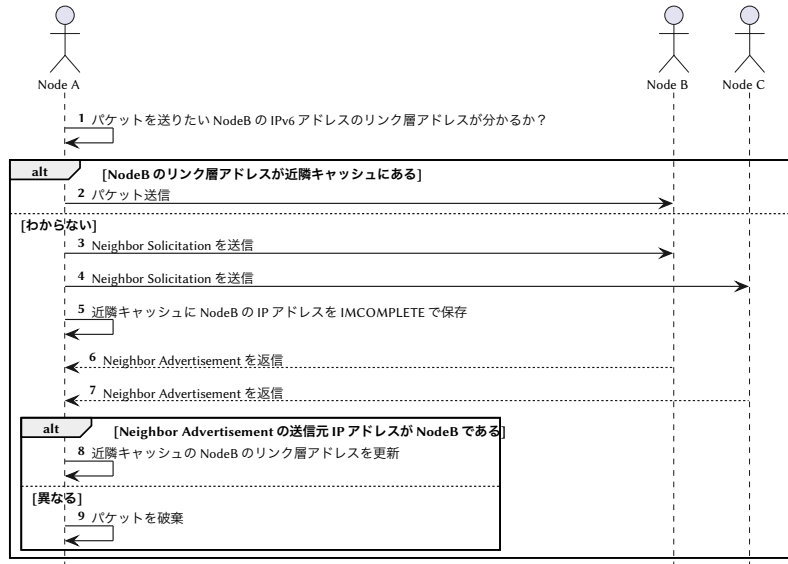 Node A
Node B
Node C
1 パケットを送りたい NodeB の IPv6 アドレスのリンク層アドレスが分かるか？
alt [NodeB のリンク層アドレスが近隣キャッシュにある]
2 パケット送信
[わからない]
3 Neighbor Solicitation を送信
4 Neighbor Solicitation を送信
5 近隣キャッシュに NodeB の IP アドレスを IMCOMPLETE で保存
6 Neighbor Advertisement を返信
7 Neighbor Advertisement を返信
alt [Neighbor Advertisement の送信元 IP アドレスが NodeB である]
8 近隣キャッシュの NodeB のリンク層アドレスを更新
[異なる]
9 パケットを破棄